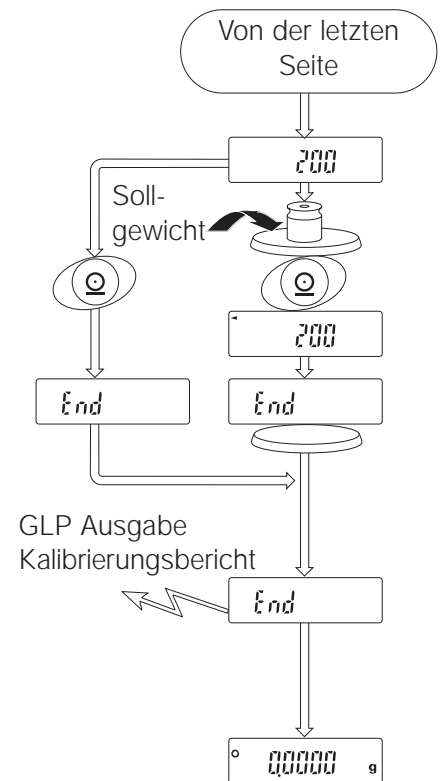 Von der letzten
Seite
200
Soll-
gewicht
200
End
End
GLP Ausgabe
Kalibrierungsbericht
End
0.0000 g